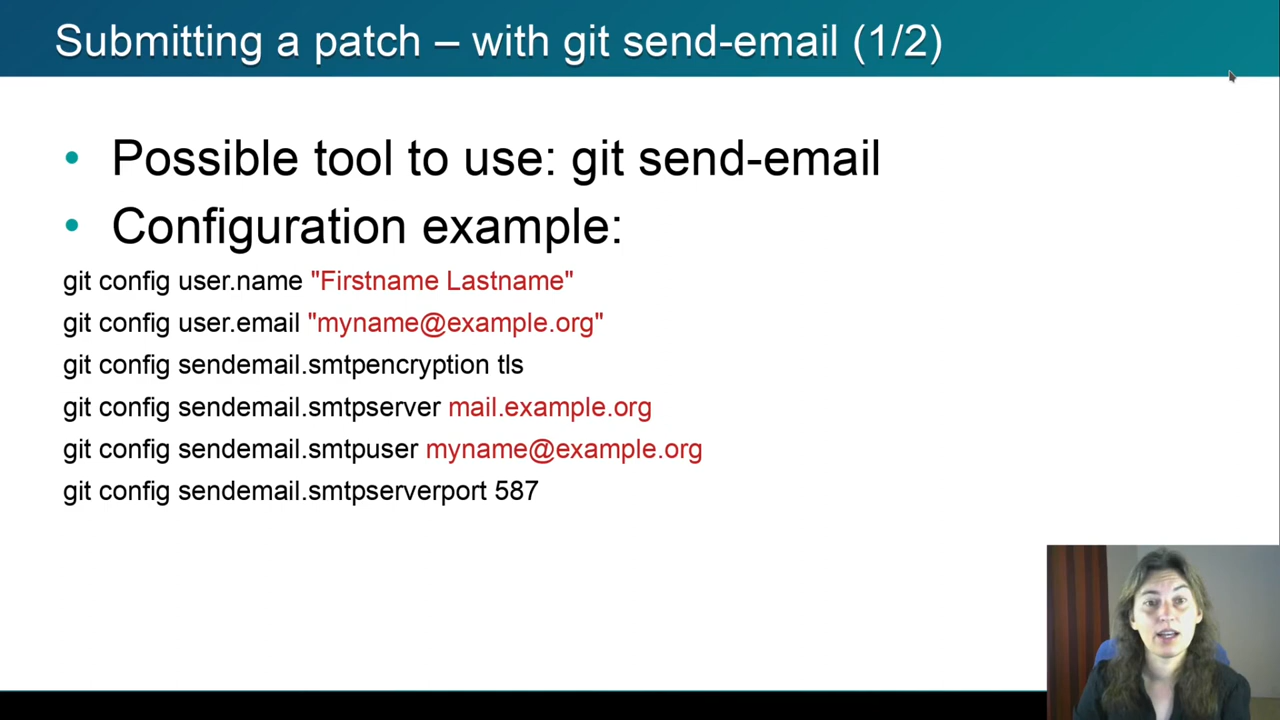 Submitting a patch – with git send-email (1/2)
• Possible tool to use: git send-email
• Configuration example:
git config user.name "Firstname Lastname"
git config user.email "myname@example.org"
git config sendemail.smtpencryption tls
git config sendemail.smtpserver mail.example.org
git config sendemail.smtpuser myname@example.org
git config sendemail.smtpserverport 587